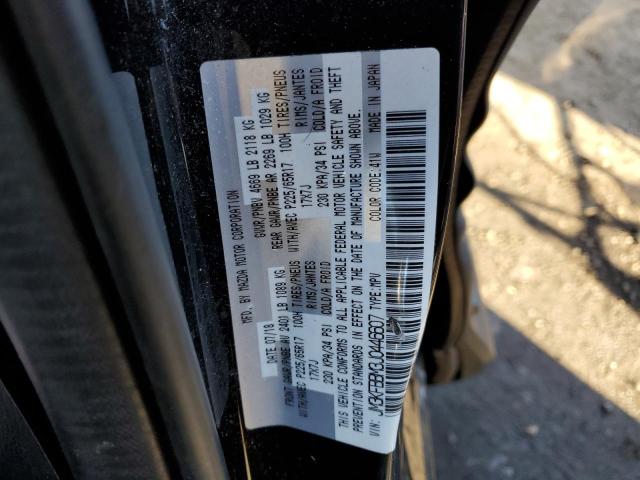 MFD. BY MAZDA MOTOR CORPORATION
DATE 07/18 GVWR/PNBV 4669 LB 2118 KG
FRONT GAWR/PNBE AV 2401 LB 1089 KG REAR GAWR/PNBE AR 2269 LB 1029 KG
WITH/AVEC P225/65R17 100H TIRES/PNEUS WITH/AVEC P225/65R17 100H TIRES/PNEUS
17X7J RIMS/JANTES 17X7J RIMS/JANTES
230 KPA/34 PSI COLD/A FROID 230 KPA/34 PSI COLD/A FROID
THIS VEHICLE CONFORMS TO ALL APPLICABLE FEDERAL MOTOR VEHICLE SAFETY AND THEFT
PREVENTION STANDARDS IN EFFECT ON THE DATE OF MANUFACTURE SHOWN ABOVE.
VIN: JM3KFBBM3J0446607 TYPE:MPV COLOR CODE:41W MADE IN JAPAN